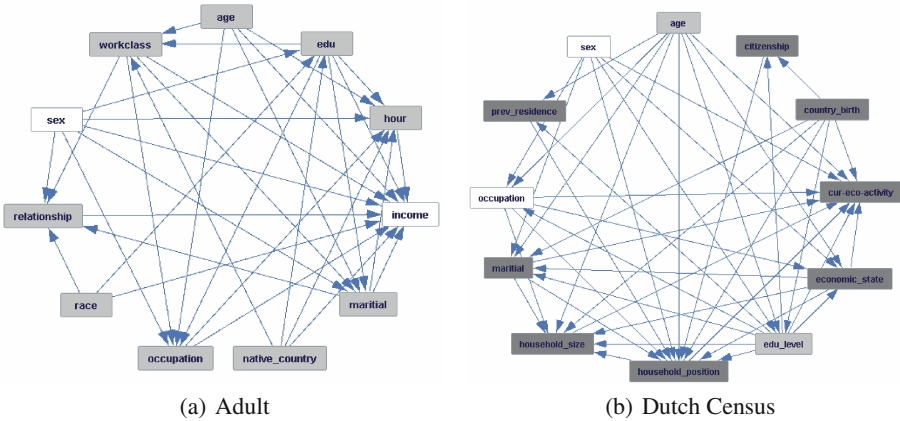 age
workclass
edu
sex
hour
relationship
income
race
maritial
occupation
native_country
(a) Adult
age
sex
citizenship
prev_residence
country_birth
occupation
cur-eco-activity
maritial
economic_state
household_size
edu_level
household_position
(b) Dutch Census